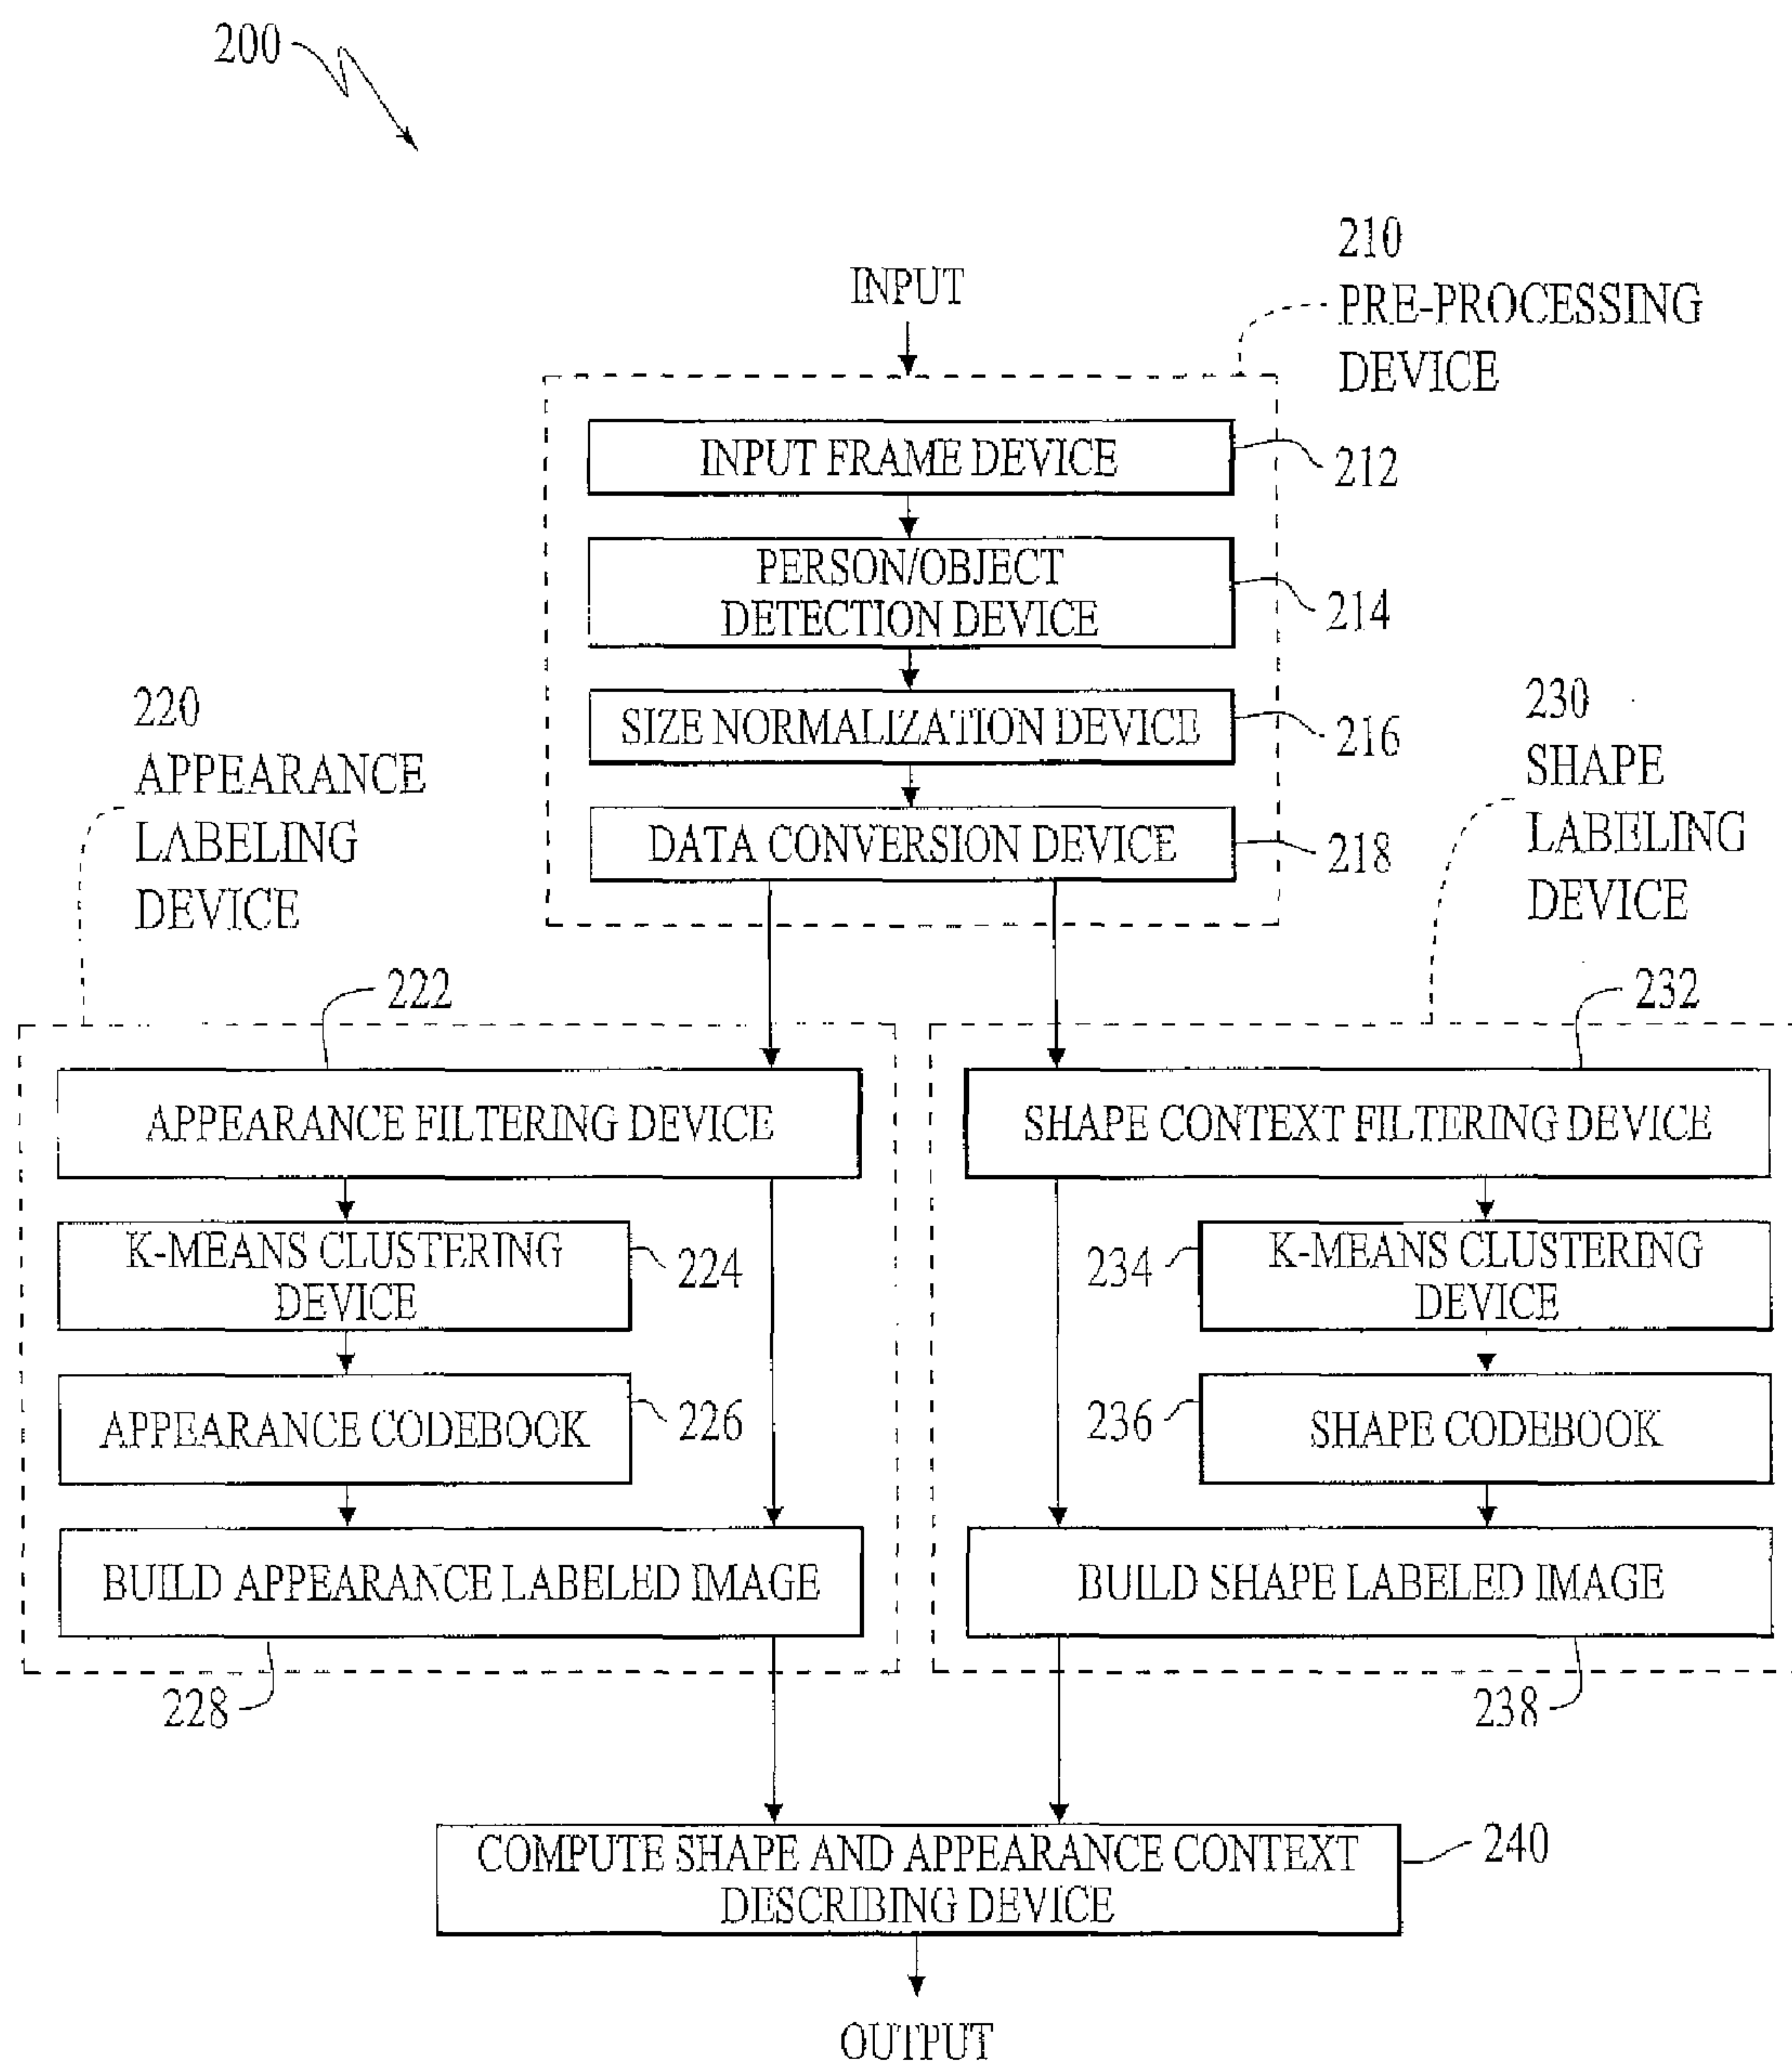 200
210
PRE-PROCESSING
DEVICE
INPUT
INPUT FRAME DEVICE
212
PERSON/OBJECT
DETECTION DEVICE
214
SIZE NORMALIZATION DEVICE
216
DATA CONVERSION DEVICE
218
220
APPEARANCE
LABELING
DEVICE
230
SHAPE
LABELING
DEVICE
222
APPEARANCE FILTERING DEVICE
K-MEANS CLUSTERING
DEVICE
224
APPEARANCE CODEBOOK
226
BUILD APPEARANCE LABELED IMAGE
228
232
SHAPE CONTEXT FILTERING DEVICE
234
K-MEANS CLUSTERING
DEVICE
236
SHAPE CODEBOOK
BUILD SHAPE LABELED IMAGE
238
COMPUTE SHAPE AND APPEARANCE CONTEXT
DESCRIBING DEVICE
240
OUTPUT